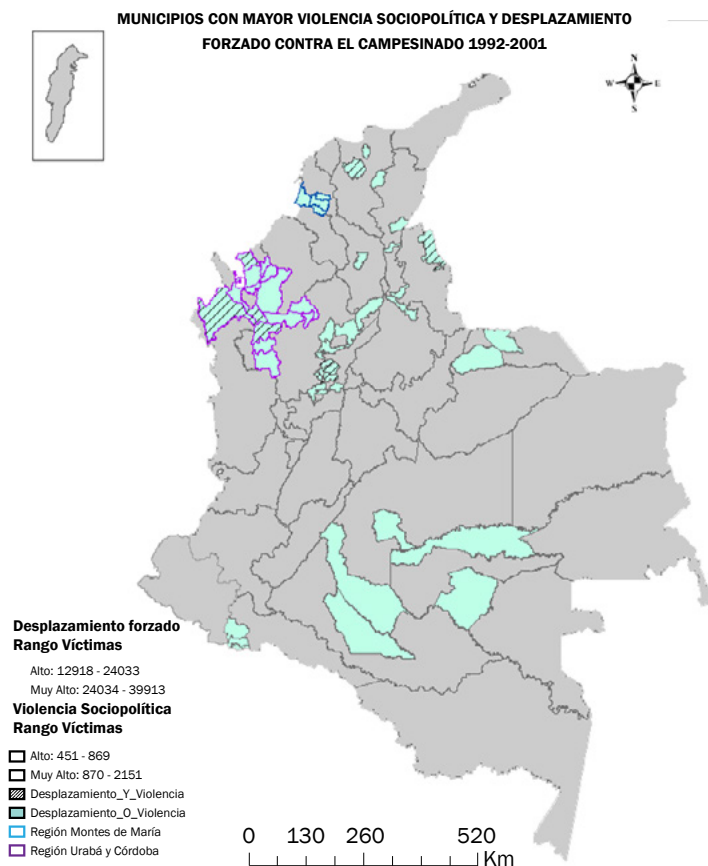 MUNICIPIOS CON MAYOR VIOLENCIA SOCIOPOLÍTICA Y DESPLAZAMIENTO
FORZADO CONTRA EL CAMPESINADO 1992-2001
N
W E
S
Desplazamiento forzado
Rango Víctimas
Alto: 12918 - 24033
Muy Alto: 24034 - 39913
Violencia Sociopolítica
Rango Víctimas
Alto: 451 - 869
Muy Alto: 870 - 2151
Desplazamiento_Y_Violencia
Desplazamiento_O_Violencia
Región Montes de María
Región Urabá y Córdoba
0 130 260 520
Km